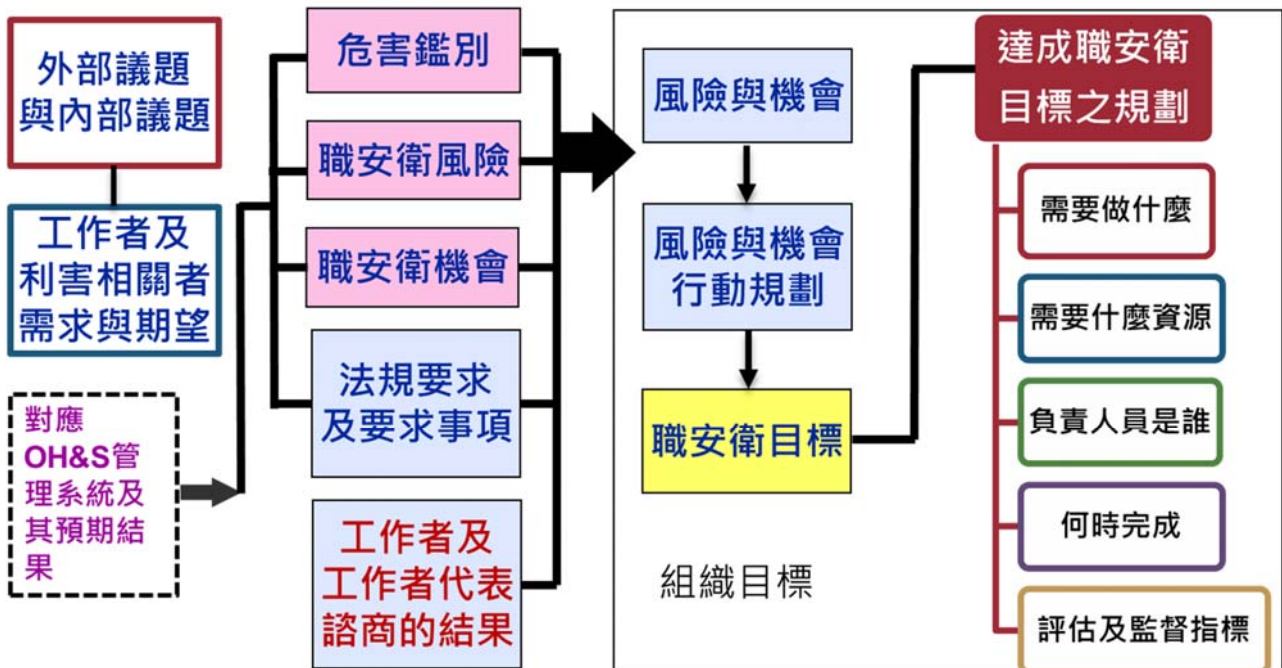 外部議題
與內部議題
工作者及
利害相關者
需求與期望
對應
OH&S管
理系統及
其預期結
果
危害鑑別
職安衛風險
職安衛機會
法規要求
及要求事項
工作者及
工作者代表
諮商的結果
風險與機會
風險與機會
行動規劃
職安衛目標
組織目標
達成職安衛
目標之規劃
需要做什麼
需要什麼資源
負責人員是誰
何時完成
評估及監督指標